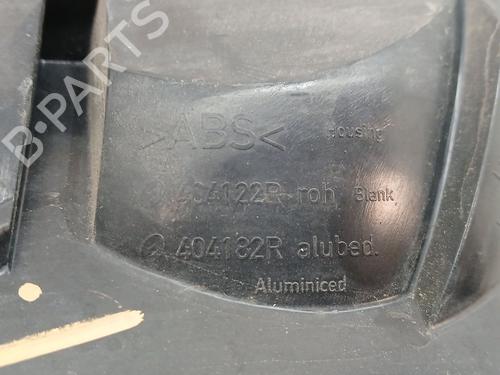 B-PARTS
>ABS< Housing
404122R roh Blank
404182R alubed.
Aluminiced